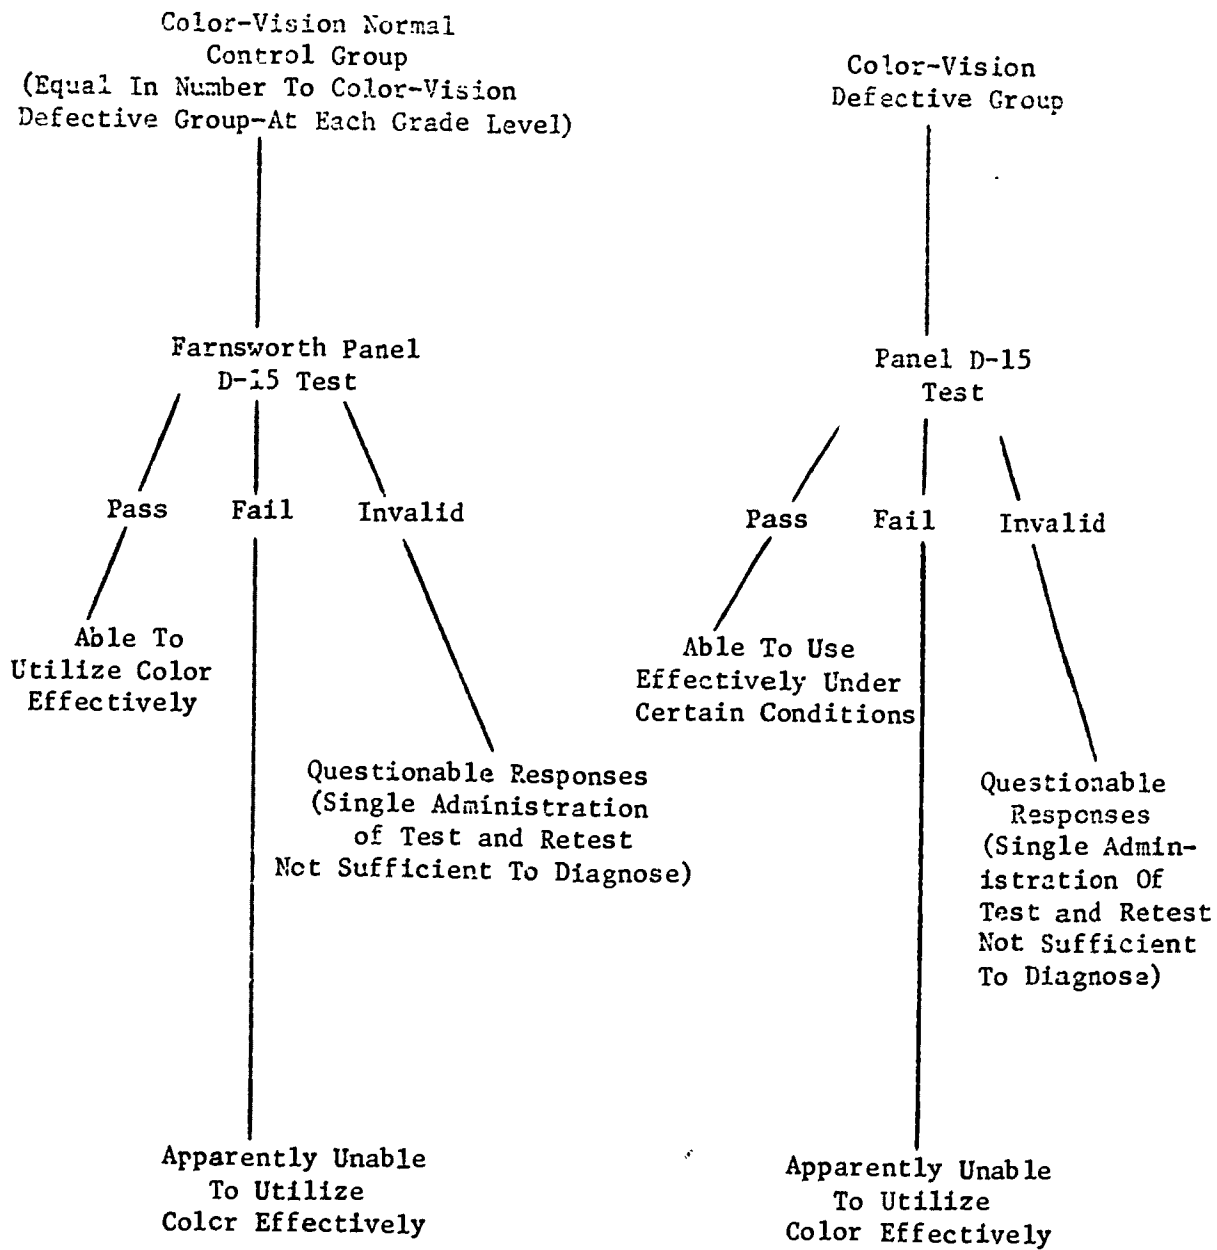 Color-Vision Normal
Control Group
(Equal In Number To Color-Vision
Defective Group-At Each Grade Level)
Farnsworth Panel
D-15 Test
Pass
Fail
Invalid
Able To
Utilize Color
Effectively
Questionable Responses
(Single Administration
of Test and Retest
Not Sufficient To Diagnose)
Apparently Unable
To Utilize
Color Effectively
Color-Vision
Defective Group
Panel D-15
Test
Pass
Fail
Invalid
Able To Use
Effectively Under
Certain Conditions
Questionable
Responses
(Single Admin-
istration Of
Test and Retest
Not Sufficient
To Diagnose)
Apparently Unable
To Utilize
Color Effectively